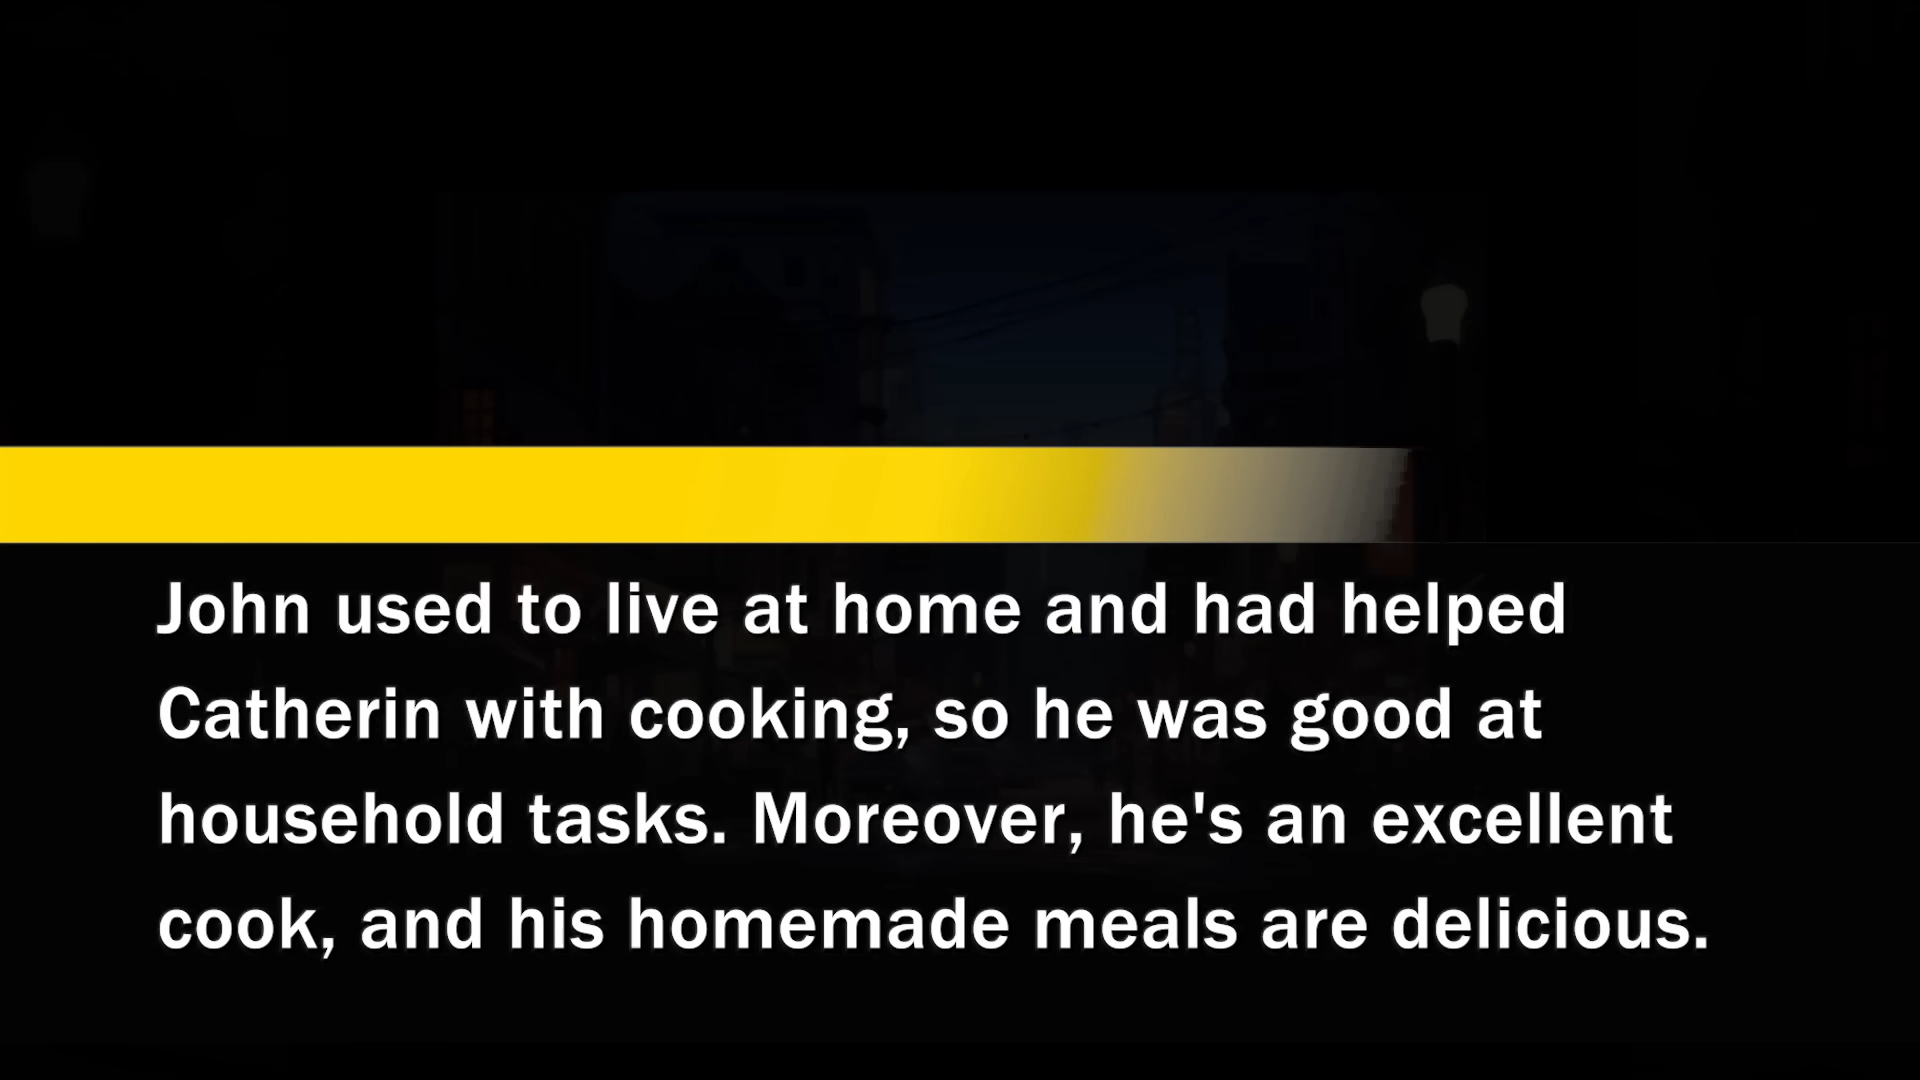 John used to live at home and had helped
Catherin with cooking, so he was good at
household tasks. Moreover, he's an excellent
cook, and his homemade meals are delicious.